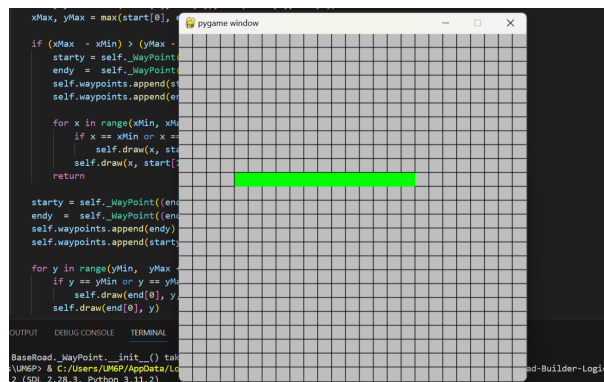 xMax, yMax = max(start[0], e
pygame window
if (xMax  - xMin) > (yMax -
starty = self._WayPoint(
endy  = self._WayPoint(
self.waypoints.append(st
self.waypoints.append(en
for x in range(xMin, xMa
if x == xMin or x ==
self.draw(x, sta
self.draw(x, start[1
return
starty = self._WayPoint((end
endy  = self._WayPoint((end
self.waypoints.append(endy)
self.waypoints.append(starty
for y in range(yMin,  yMax +
if y == yMin or y == yMa
self.draw(end[0], y,
self.draw(end[0], y)
OUTPUT DEBUG CONSOLE TERMINAL
BaseRoad._WayPoint.__init__() tak
s\UM6P> & C:/Users/UM6P/AppData/Lo
ad-Builder-Logic
2 (SDL 2.28.3, Python 3.11.2)